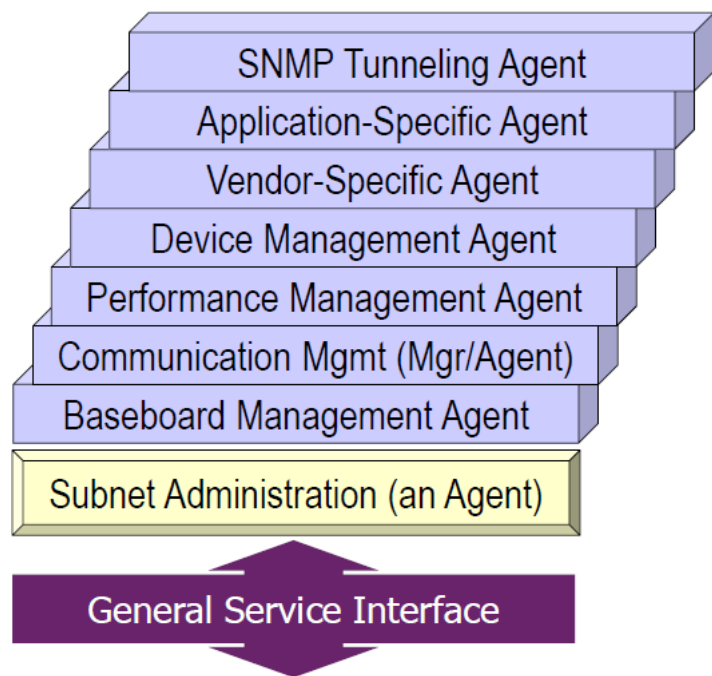 SNMP Tunneling Agent
Application-Specific Agent
Vendor-Specific Agent
Device Management Agent
Performance Management Agent
Communication Mgmt (Mgr/Agent)
Baseboard Management Agent
Subnet Administration (an Agent)
General Service Interface